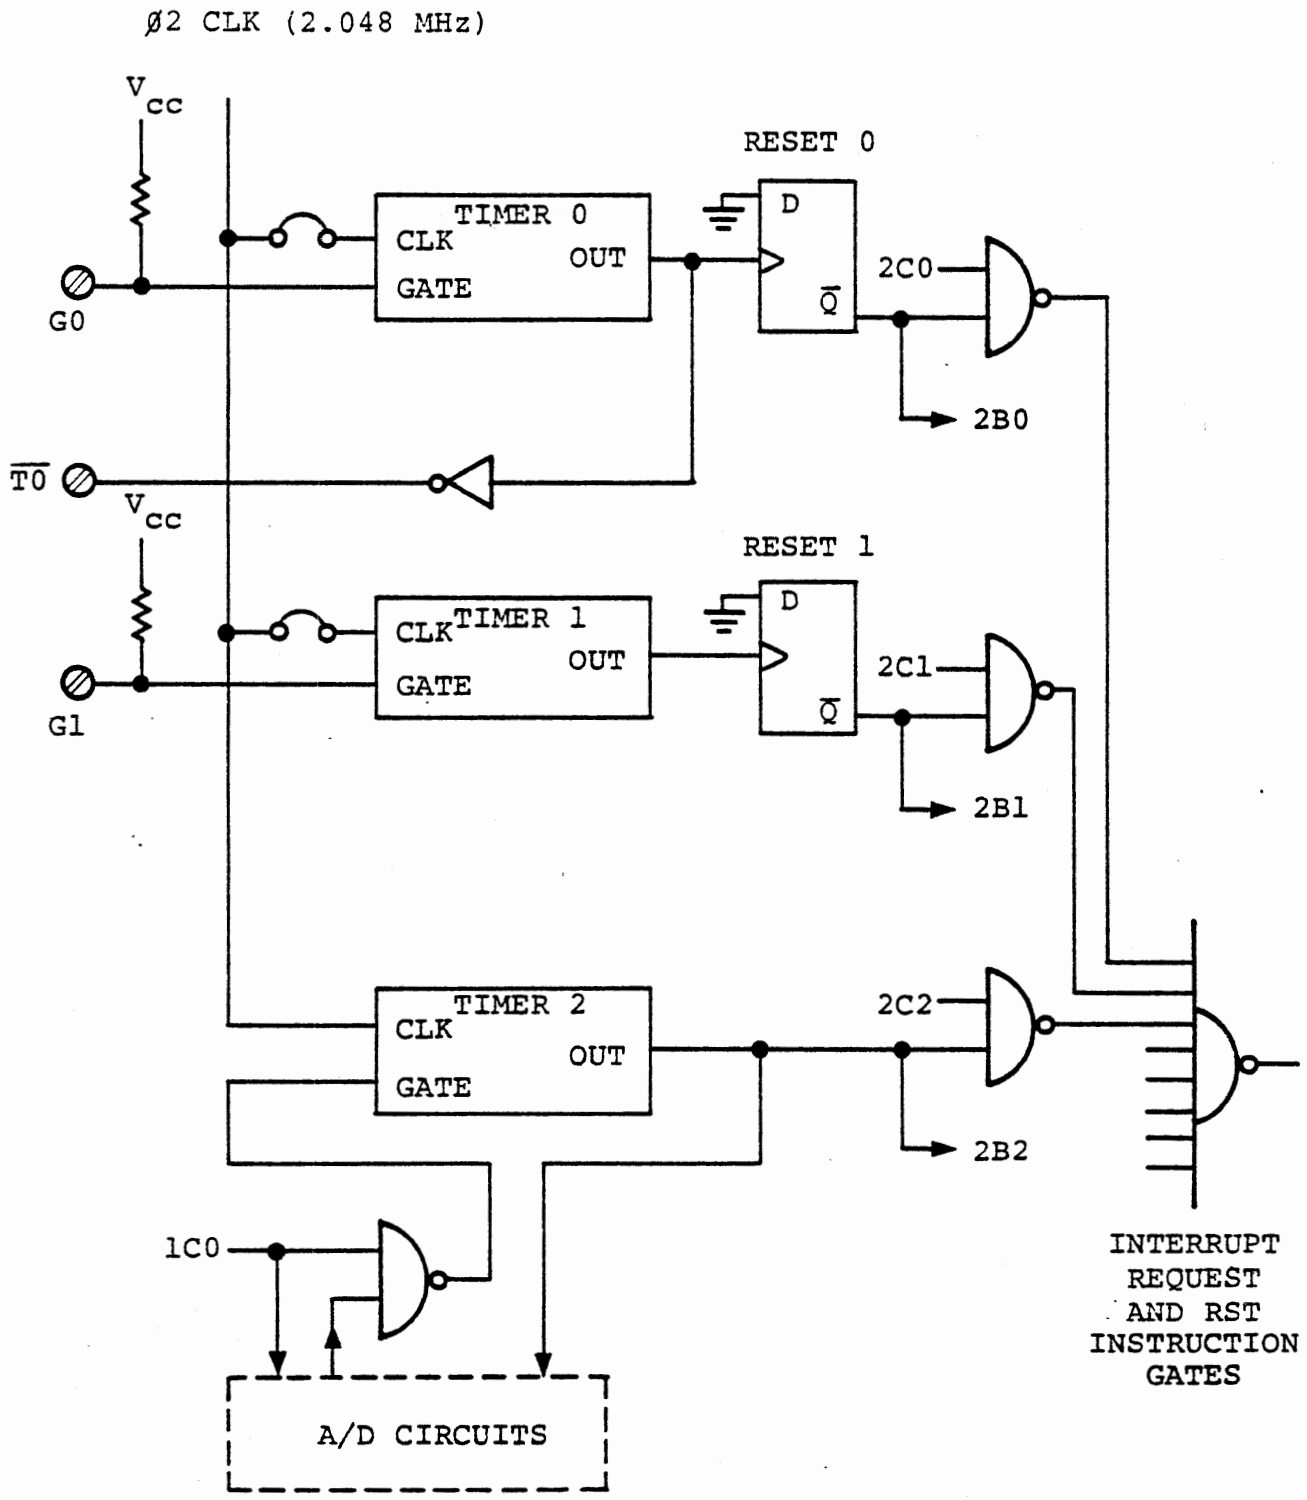 Ø2 CLK (2.048 MHz)
Vcc
RESET 0
TIMER 0
CLK
OUT
GATE
G0
D
Q̅
2C0
2B0
T̅0̅
Vcc
RESET 1
TIMER 1
CLK
OUT
GATE
G1
D
Q̅
2C1
2B1
TIMER 2
CLK
OUT
GATE
2C2
2B2
1C0
A/D CIRCUITS
INTERRUPT
REQUEST
AND RST
INSTRUCTION
GATES